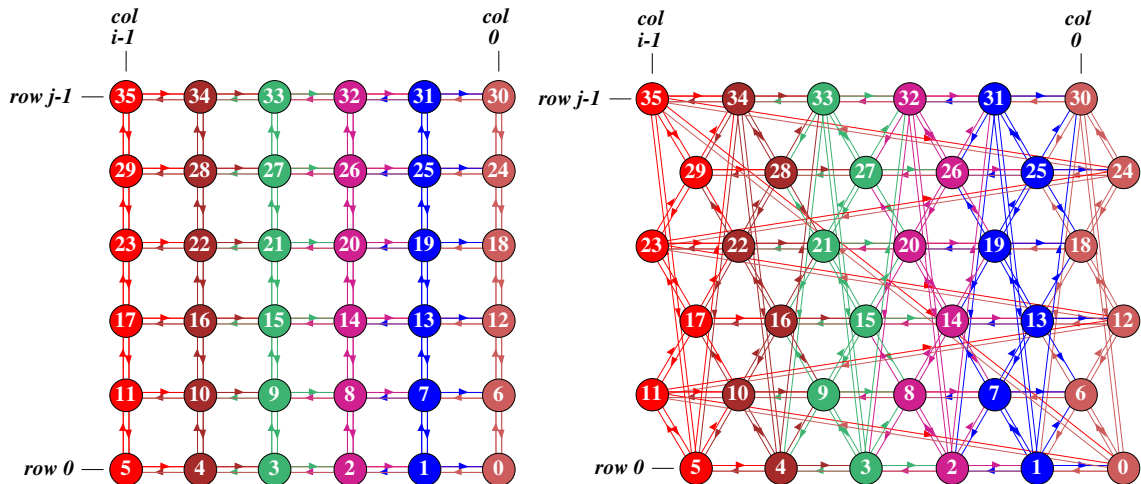 col
i-1
col
0
row j-1
35 34 33 32 31 30
29 28 27 26 25 24
23 22 21 20 19 18
17 16 15 14 13 12
11 10 9 8 7 6
row 0
5 4 3 2 1 0
col
i-1
col
0
row j-1
35 34 33 32 31 30
29 28 27 26 25 24
23 22 21 20 19 18
17 16 15 14 13 12
11 10 9 8 7 6
row 0
5 4 3 2 1 0